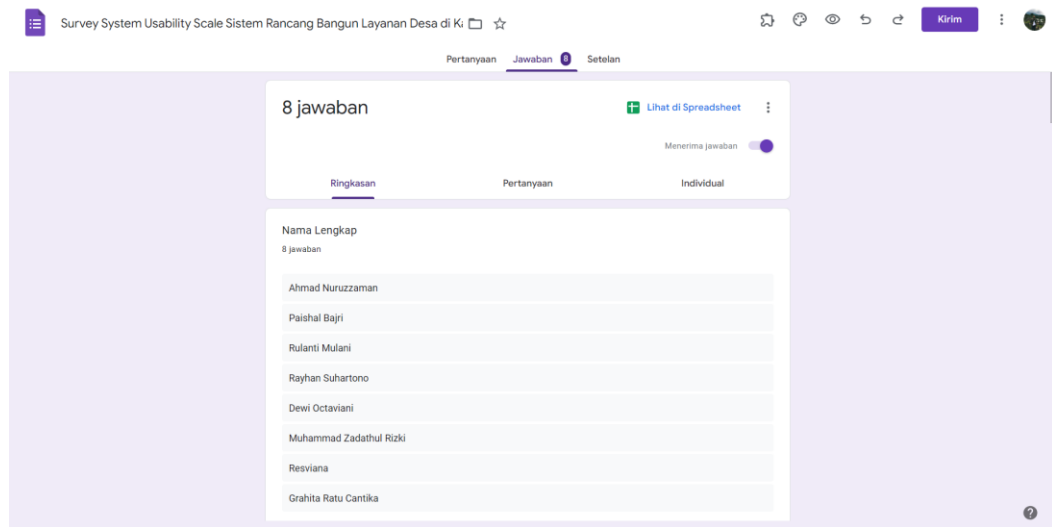 Survey System Usability Scale Sistem Rancang Bangun Layanan Desa di Ka
Kirim
Pertanyaan Jawaban 8 Setelan
8 jawaban
Lihat di Spreadsheet
Menerima jawaban
Ringkasan Pertanyaan Individual
Nama Lengkap
8 jawaban
Ahmad Nuruzzaman
Paishal Bajri
Rulanti Mulani
Rayhan Suhartono
Dewi Octaviani
Muhammad Zadathul Rizki
Resviana
Grahita Ratu Cantika